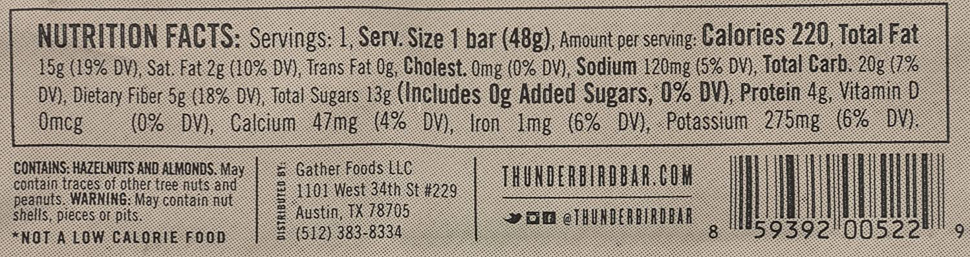 NUTRITION FACTS: Servings: 1, Serv. Size 1 bar (48g), Amount per serving: Calories 220, Total Fat
15g (19% DV), Sat. Fat 2g (10% DV), Trans Fat 0g, Cholest. 0mg (0% DV), Sodium 120mg (5% DV), Total Carb. 20g (7%
DV), Dietary Fiber 5g (18% DV), Total Sugars 13g (Includes 0g Added Sugars, 0% DV), Protein 4g, Vitamin D
0mcg (0% DV), Calcium 47mg (4% DV), Iron 1mg (6% DV), Potassium 275mg (6% DV).
CONTAINS: HAZELNUTS AND ALMONDS. May
contain traces of other tree nuts and
peanuts. WARNING: May contain nut
shells, pieces or pits.
*NOT A LOW CALORIE FOOD
DISTRIBUTED BY:
Gather Foods LLC
1101 West 34th St #229
Austin, TX 78705
(512) 383-8334
THUNDERBIRDBAR.COM
@THUNDERBIRDBAR
8 59392 00522 9